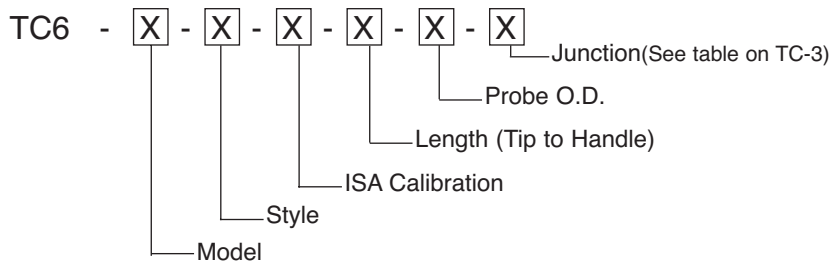 TC6 - X - X - X - X - X - X
Junction(See table on TC-3)
Probe O.D.
Length (Tip to Handle)
ISA Calibration
Style
Model